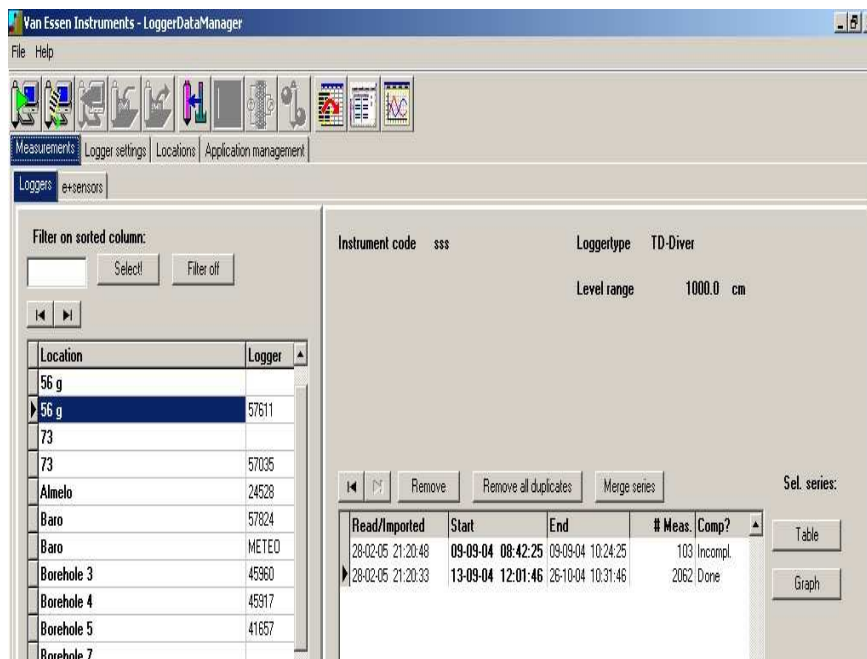 Van Essen Instruments - LoggerDataManager
File Help
Measurements Logger settings Locations Application management
Loggers e+sensors
Filter on sorted column:
Select! Filter off
Instrument code sss Loggertype TD-Diver
Level range 1000.0 cm
Location Logger
56 g
56 g 57611
73
73 57035
Almelo 24528
Baro 57824
Baro METEO
Borehole 3 45960
Borehole 4 45917
Borehole 5 41657
Borehole 7
Remove Remove all duplicates Merge series Sel. series:
Read/Imported Start End # Meas. Comp?
28-02-05 21:20:48 09-09-04 08:42:25 09-09-04 10:24:25 103 Incompl.
28-02-05 21:20:33 13-09-04 12:01:46 26-10-04 10:31:46 2062 Done
Table
Graph